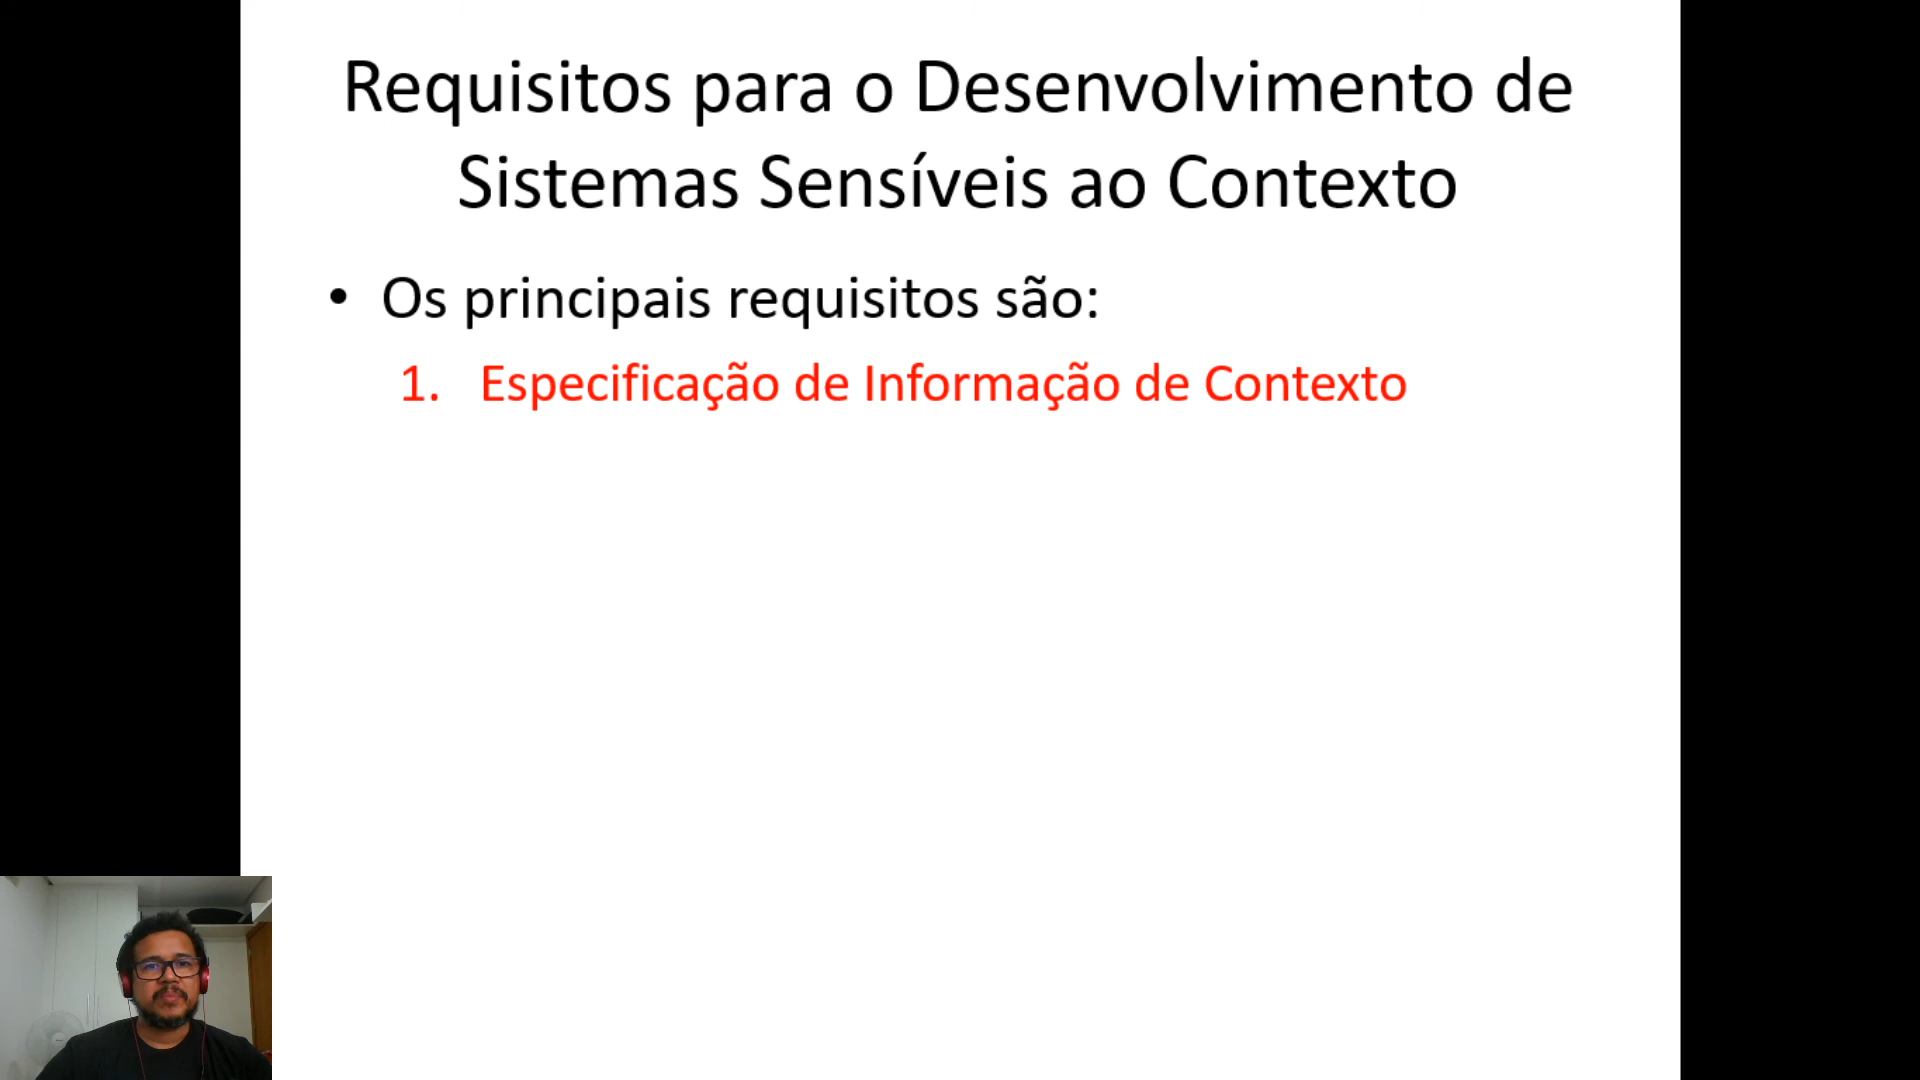 Requisitos para o Desenvolvimento de
Sistemas Sensíveis ao Contexto
• Os principais requisitos são:
1. Especificação de Informação de Contexto